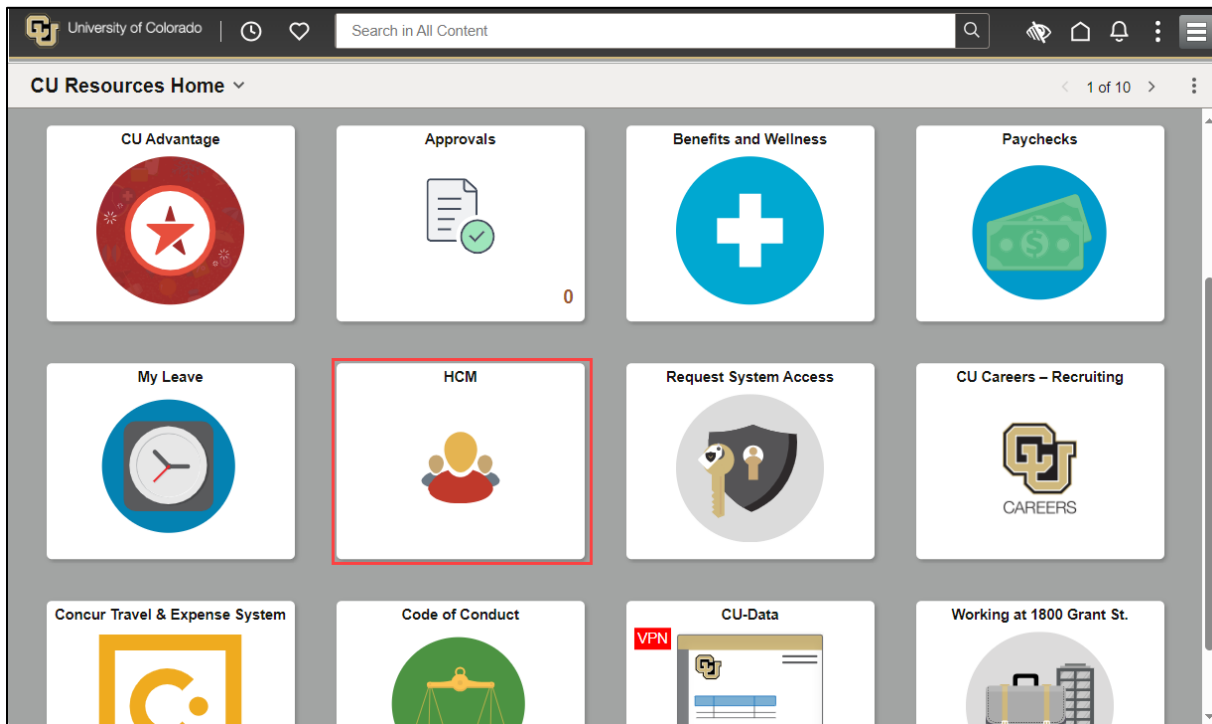 University of Colorado
Search in All Content
CU Resources Home
1 of 10
CU Advantage
Approvals
0
Benefits and Wellness
Paychecks
My Leave
HCM
Request System Access
CU Careers – Recruiting
CU
CAREERS
Concur Travel & Expense System
Code of Conduct
CU-Data
VPN
Working at 1800 Grant St.